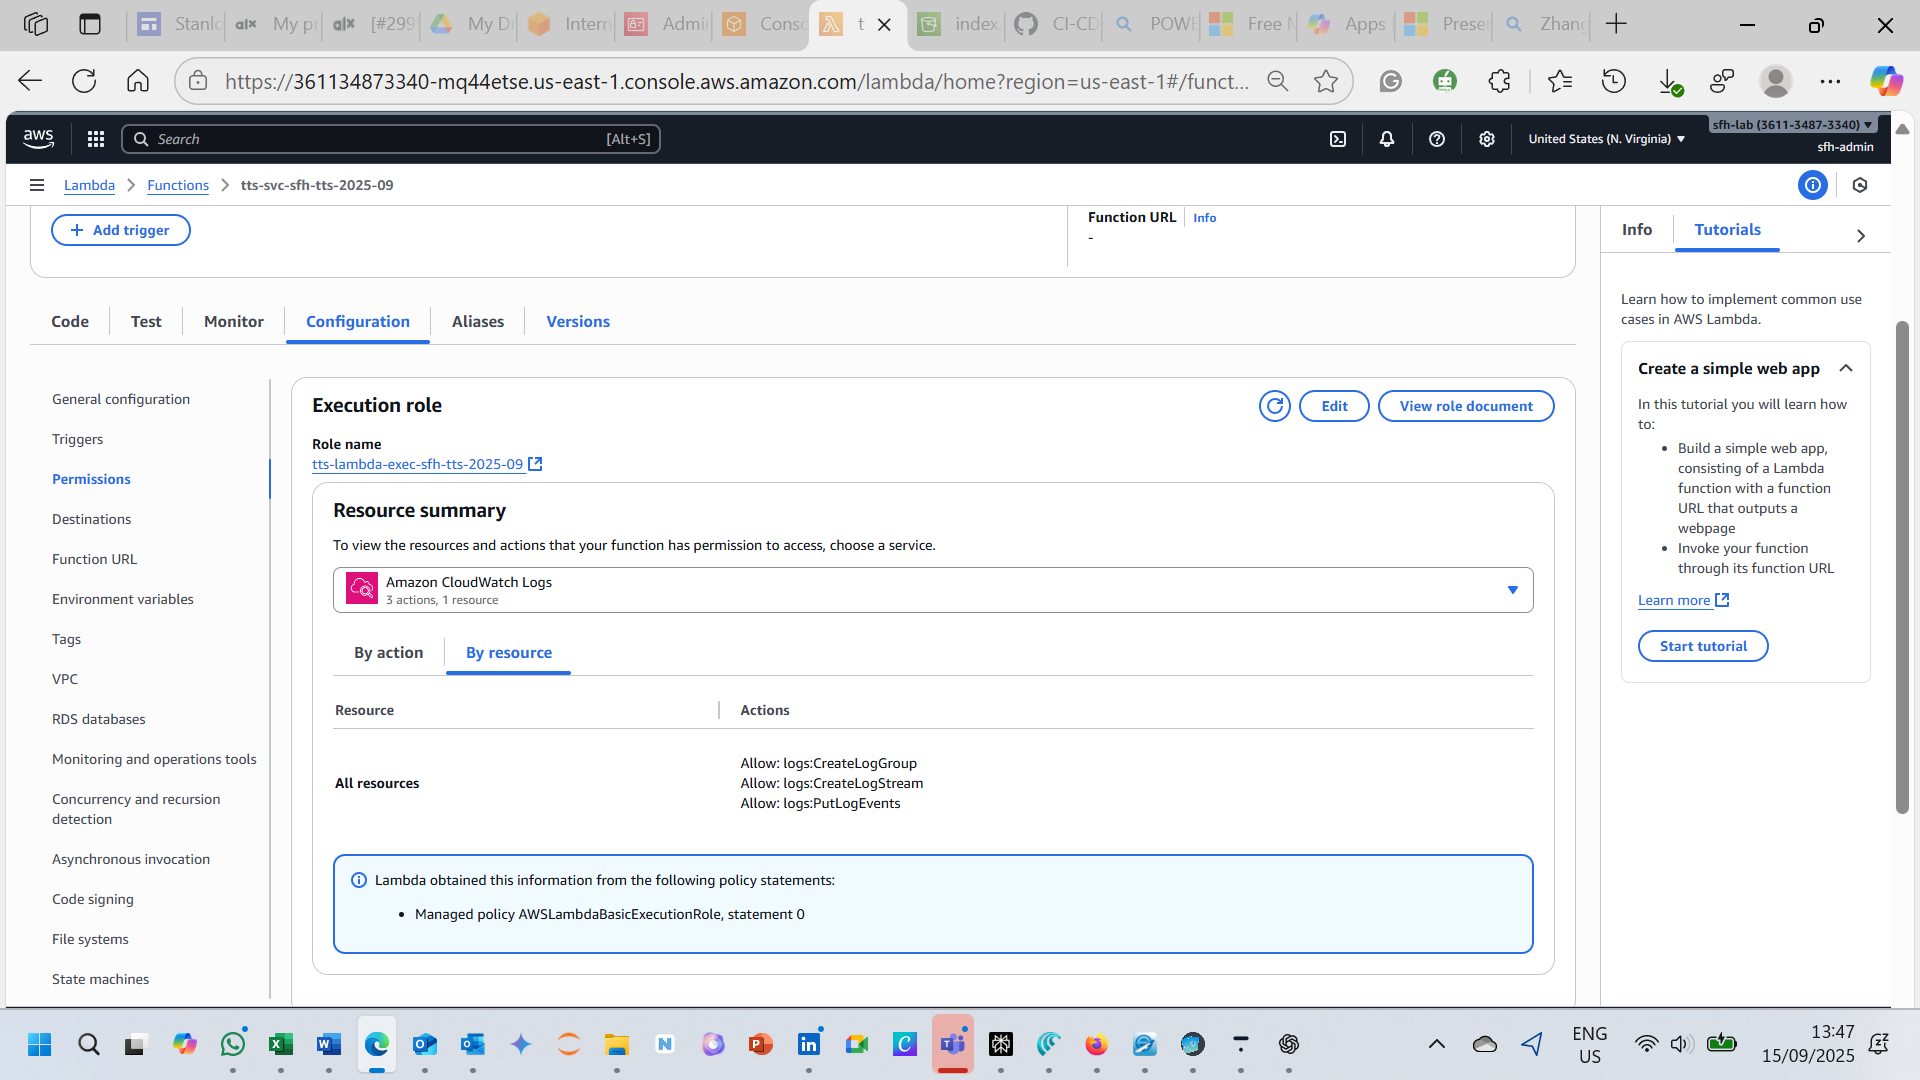 Stanlo
My pr
[#299
My Dr
Intern
Admin
Conso
t
index.
CI-CD
POWE
Free M
Apps
Presen
Zhang
https://361134873340-mq44etse.us-east-1.console.aws.amazon.com/lambda/home?region=us-east-1#/funct...
aws
Search
[Alt+S]
United States (N. Virginia)
sfh-lab (3611-3487-3340)
sfh-admin
Lambda
Functions
tts-svc-sfh-tts-2025-09
Add trigger
Function URL
Info
-
Info
Tutorials
Code
Test
Monitor
Configuration
Aliases
Versions
General configuration
Triggers
Permissions
Destinations
Function URL
Environment variables
Tags
VPC
RDS databases
Monitoring and operations tools
Concurrency and recursion
detection
Asynchronous invocation
Code signing
File systems
State machines
Execution role
Edit
View role document
Role name
tts-lambda-exec-sfh-tts-2025-09
Resource summary
To view the resources and actions that your function has permission to access, choose a service.
Amazon CloudWatch Logs
3 actions, 1 resource
By action
By resource
Resource
Actions
All resources
Allow: logs:CreateLogGroup
Allow: logs:CreateLogStream
Allow: logs:PutLogEvents
Lambda obtained this information from the following policy statements:
• Managed policy AWSLambdaBasicExecutionRole, statement 0
Learn how to implement common use
cases in AWS Lambda.
Create a simple web app
In this tutorial you will learn how
to:
• Build a simple web app,
consisting of a Lambda
function with a function
URL that outputs a
webpage
• Invoke your function
through its function URL
Learn more
Start tutorial
ENG
US
13:47
15/09/2025